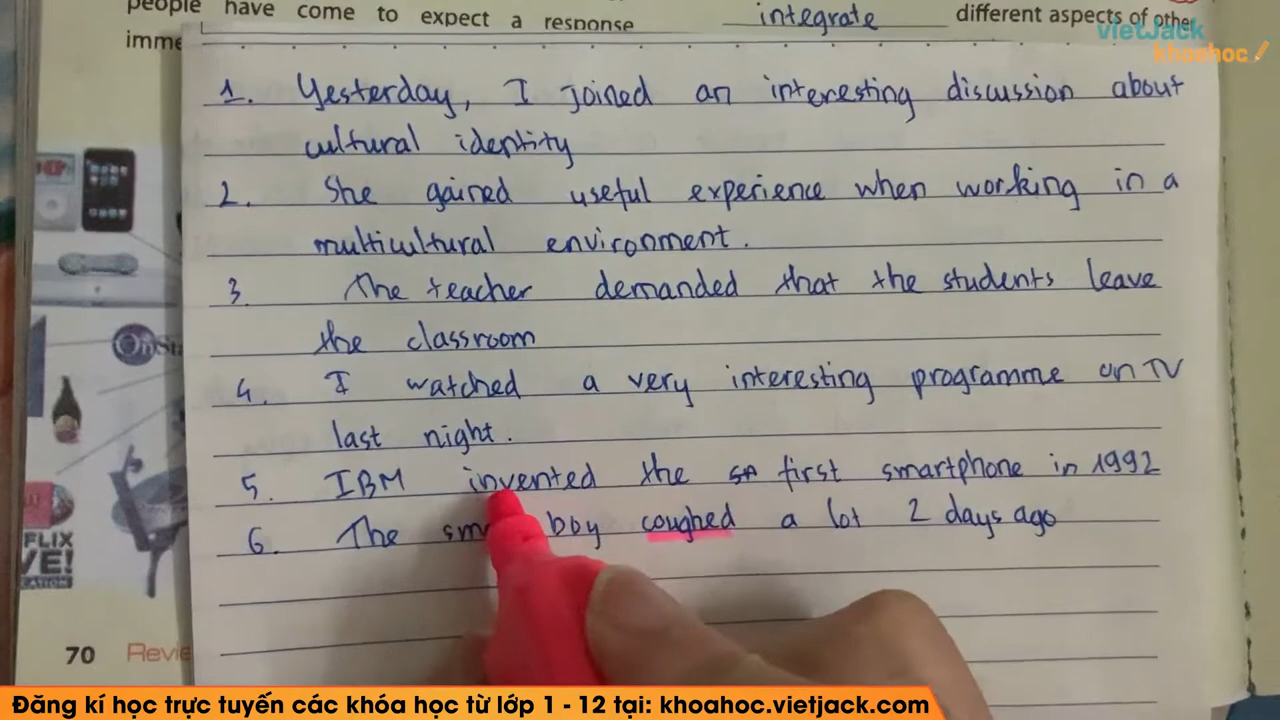 people have come to expect a response
integrate different aspects of other
imme
vietJack
khoahoc
1. Yesterday, I joined an interesting discussion about
cultural identity
2. She gained useful experience when working in a
multicultural environment.
3. The teacher demanded that the students leave
the classroom
4. I watched a very interesting programme on TV
last night.
5. IBM invented the first smartphone in 1992
6. The sm boy coughed a lot 2 days ago
OnSta
FLIX
VE!
70 Revie
Đăng kí học trực tuyến các khóa học từ lớp 1 - 12 tại: khoahoc.vietjack.com